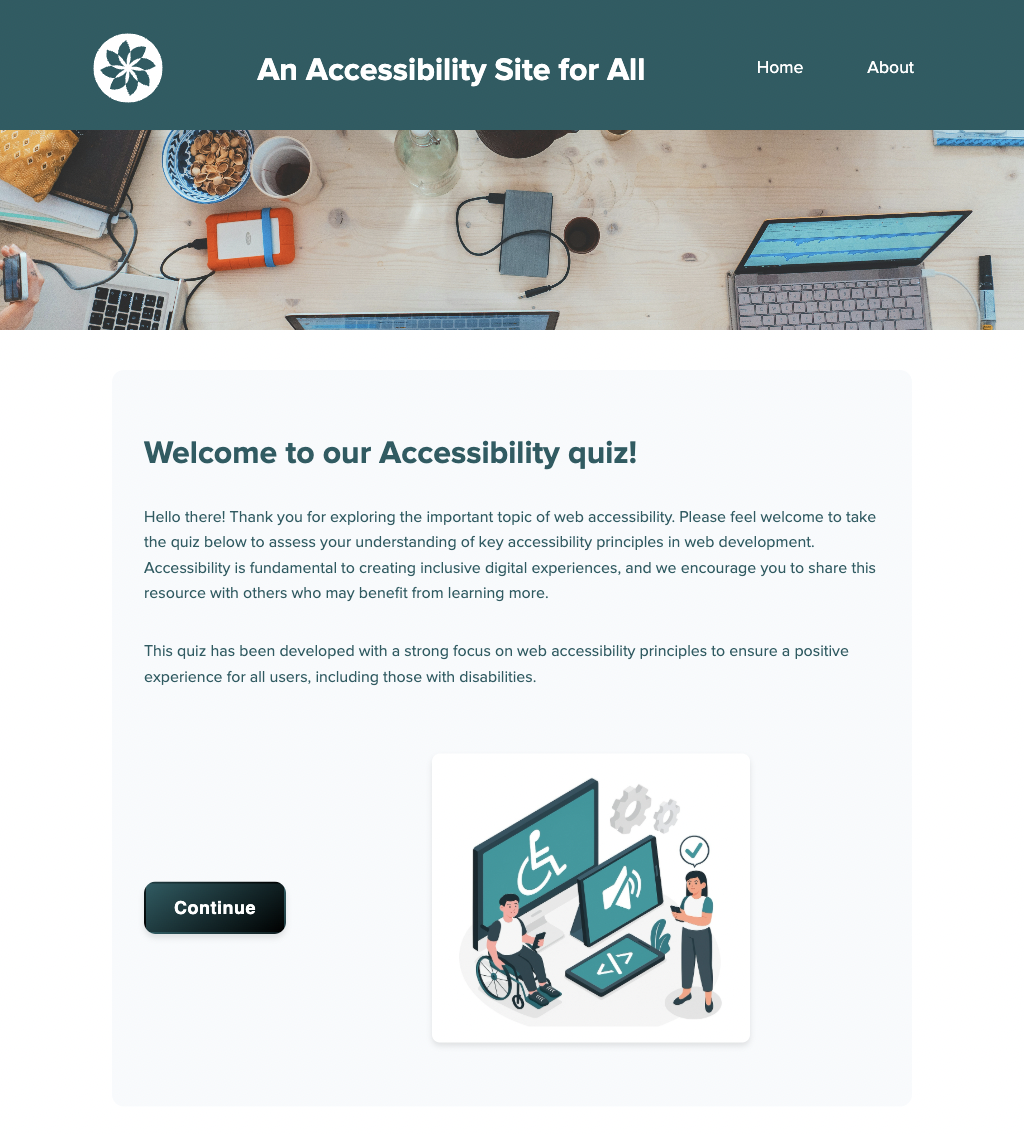 An Accessibility Site for All
Home
About
Welcome to our Accessibility quiz!
Hello there! Thank you for exploring the important topic of web accessibility. Please feel welcome to take
the quiz below to assess your understanding of key accessibility principles in web development.
Accessibility is fundamental to creating inclusive digital experiences, and we encourage you to share this
resource with others who may benefit from learning more.
This quiz has been developed with a strong focus on web accessibility principles to ensure a positive
experience for all users, including those with disabilities.
</>
Continue